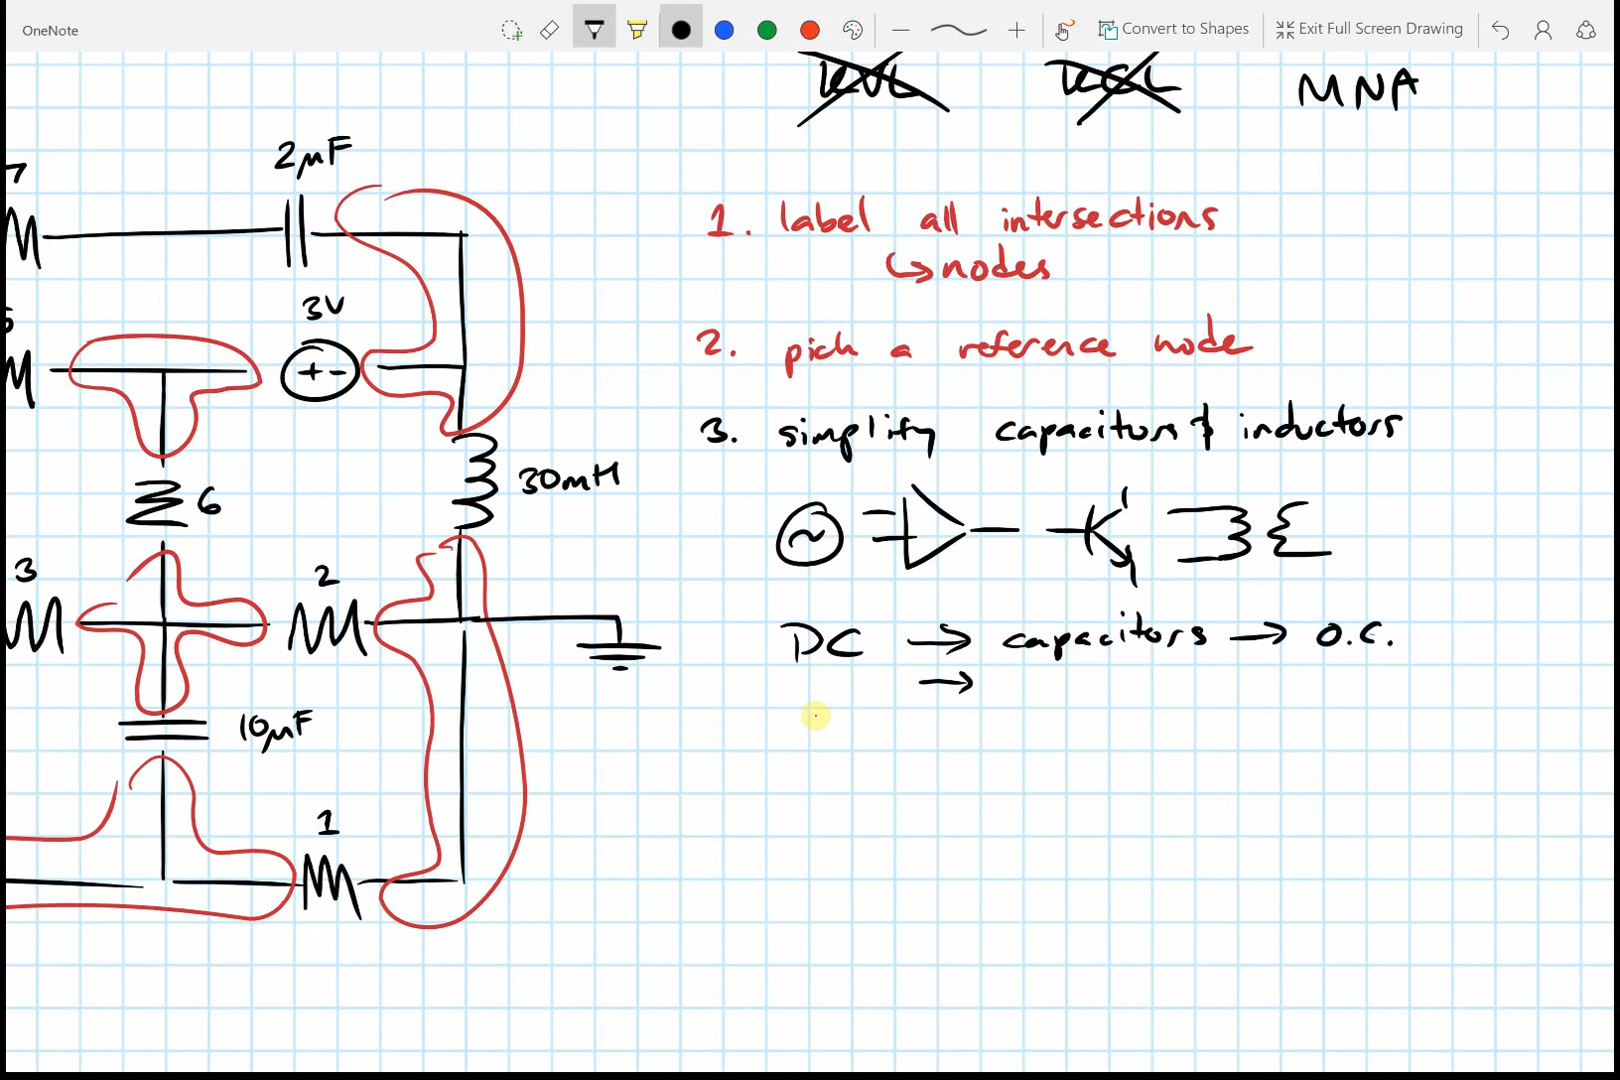 OneNote
Convert to Shapes
Exit Full Screen Drawing
KVL KCL MNA
7
2μF
1. label all intersections
↳ nodes
3V
+ -
2. pick a reference node
3. simplify capacitors & inductors
30mH
6
~
3
2
DC → capacitors → O.C.
→
10μF
1